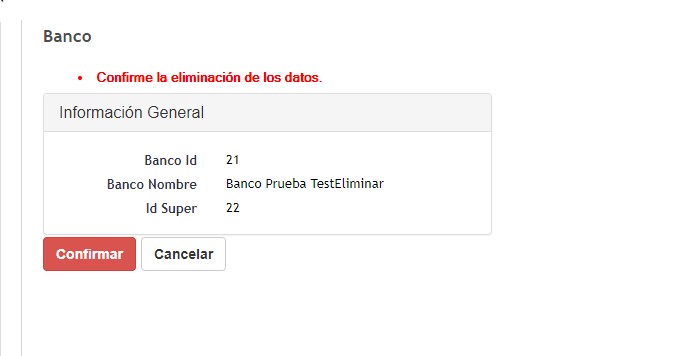 Banco
• Confirme la eliminación de los datos.
Información General
Banco Id 21
Banco Nombre Banco Prueba TestEliminar
Id Super 22
Confirmar Cancelar